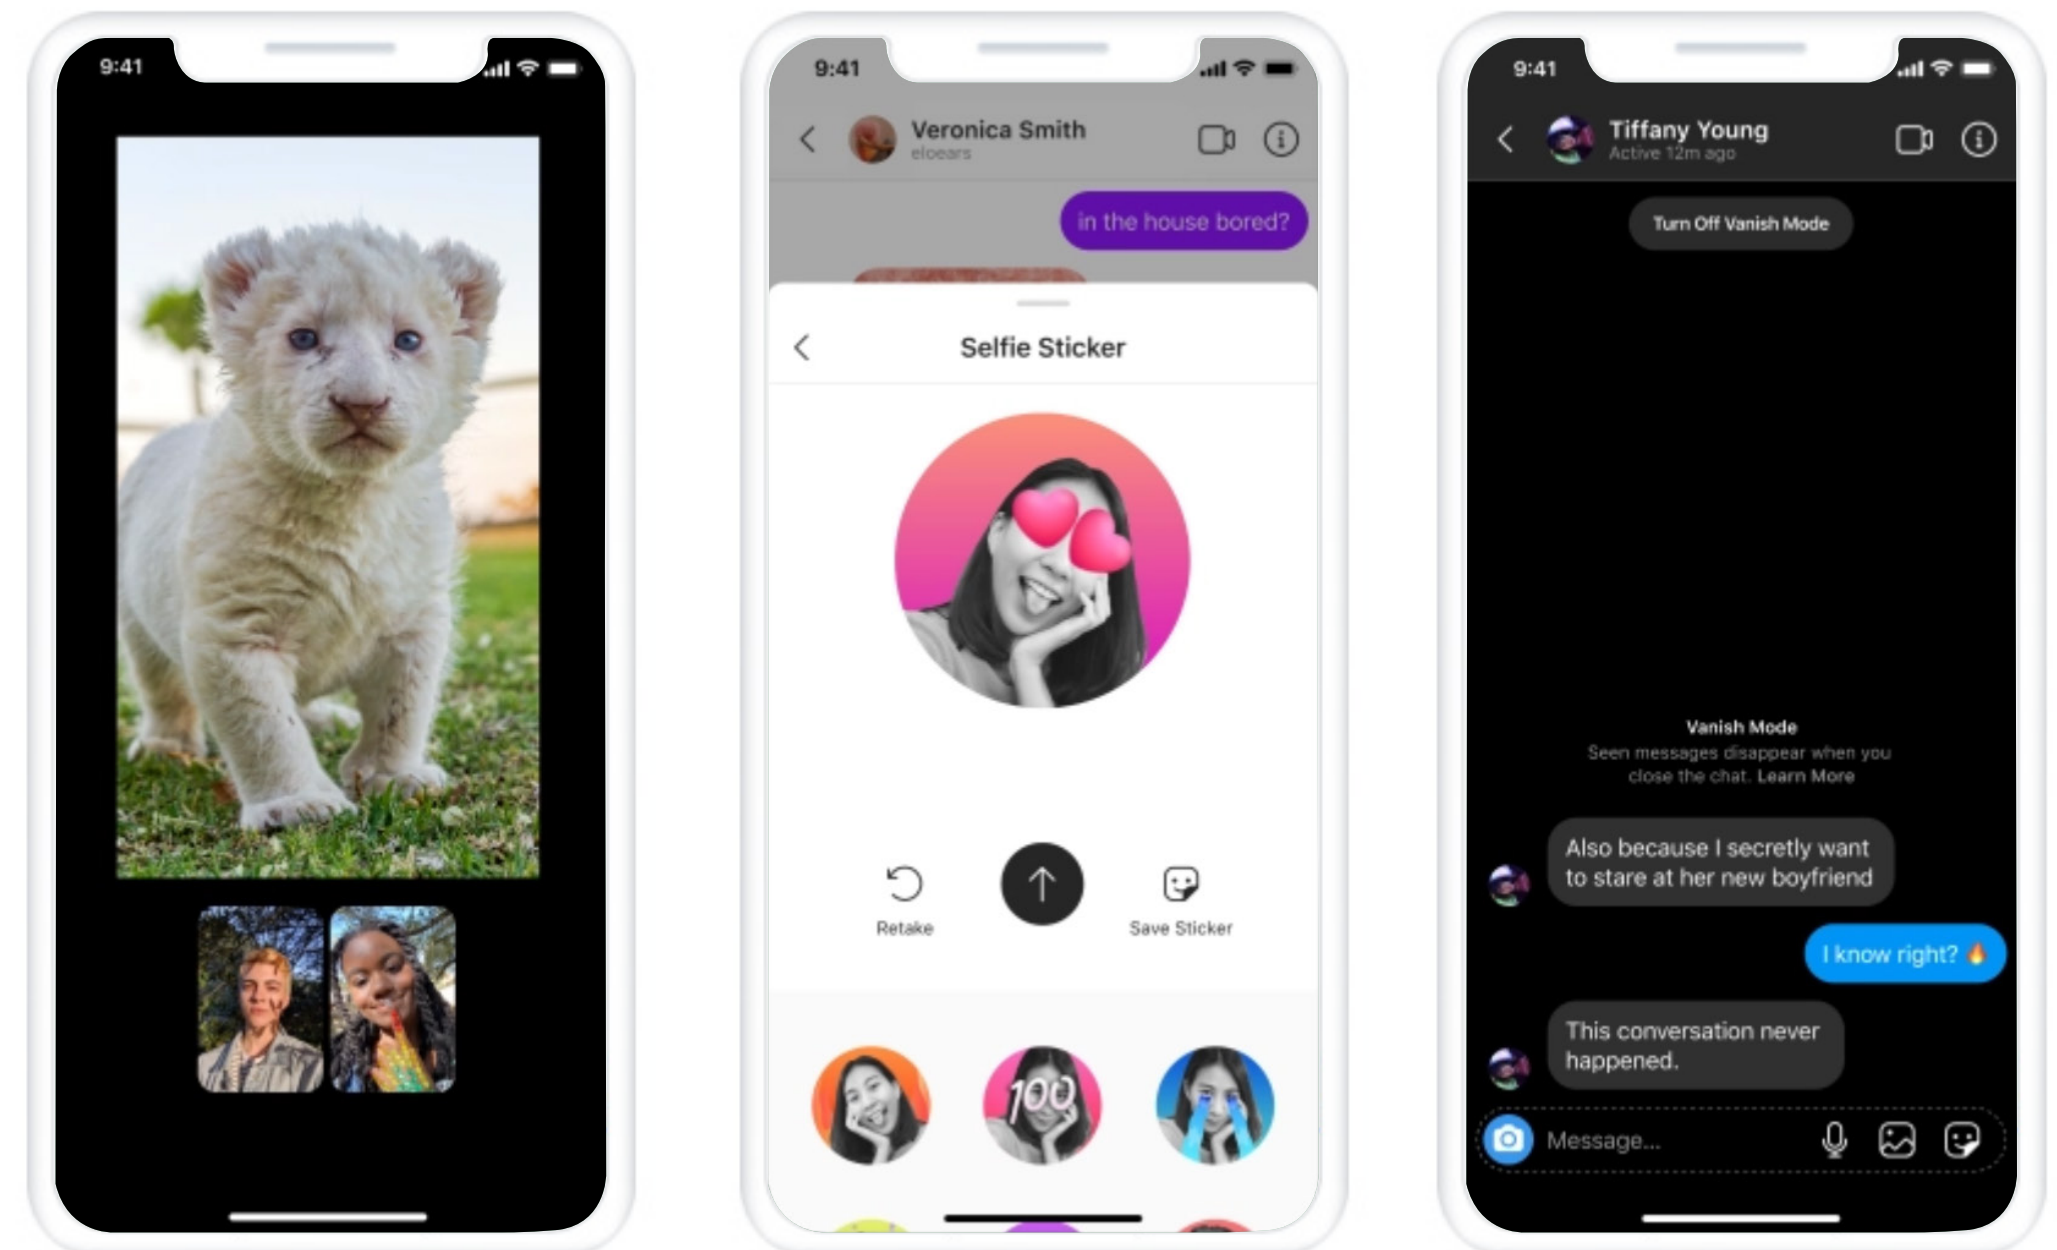 9:41
9:41
Veronica Smith
eloears
in the house bored?
Selfie Sticker
Retake
Save Sticker
100
9:41
Tiffany Young
Active 12m ago
Turn Off Vanish Mode
Vanish Mode
Seen messages disappear when you
close the chat. Learn More
Also because I secretly want
to stare at her new boyfriend
I know right? 🔥
This conversation never
happened.
Message...